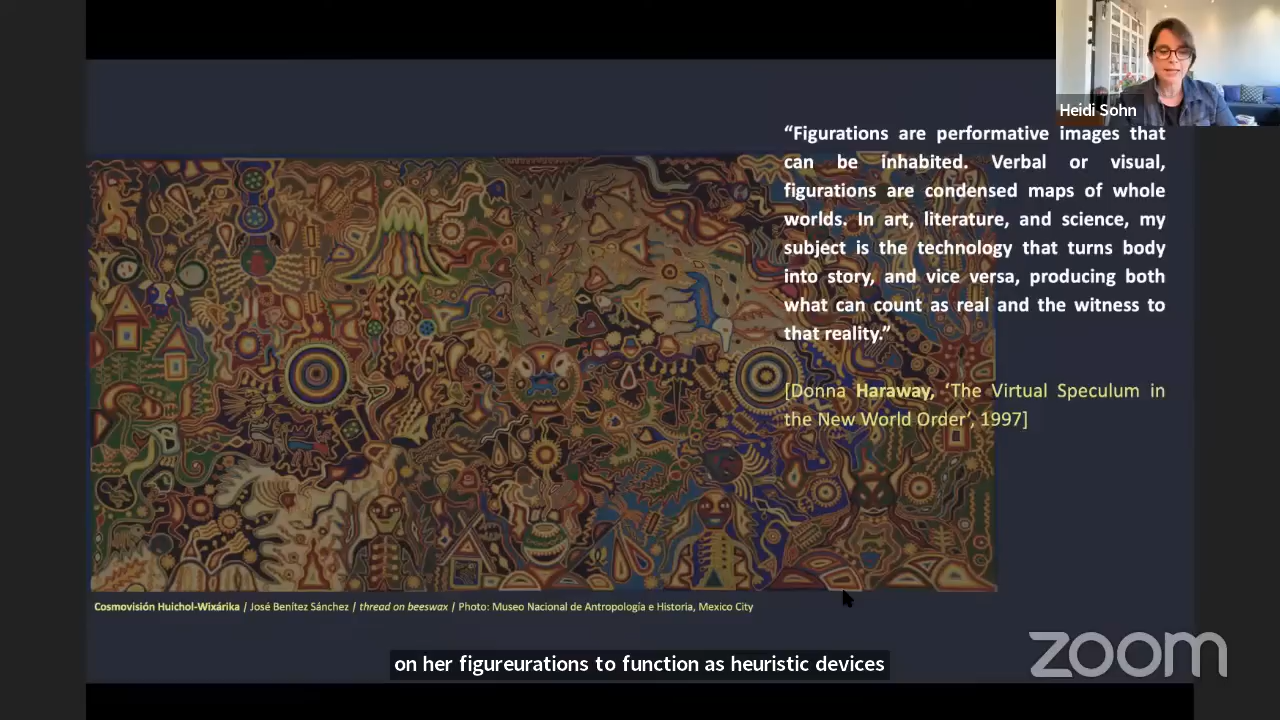 Heidi Sohn
“Figurations are performative images that
can be inhabited. Verbal or visual,
figurations are condensed maps of whole
worlds. In art, literature, and science, my
subject is the technology that turns body
into story, and vice versa, producing both
what can count as real and the witness to
that reality.”
[Donna Haraway, ‘The Virtual Speculum in
the New World Order’, 1997]
Cosmovisión Huichol-Wixárika / José Benítez Sánchez / thread on beeswax / Photo: Museo Nacional de Antropología e Historia, Mexico City
on her figureurations to function as heuristic devices
zoom